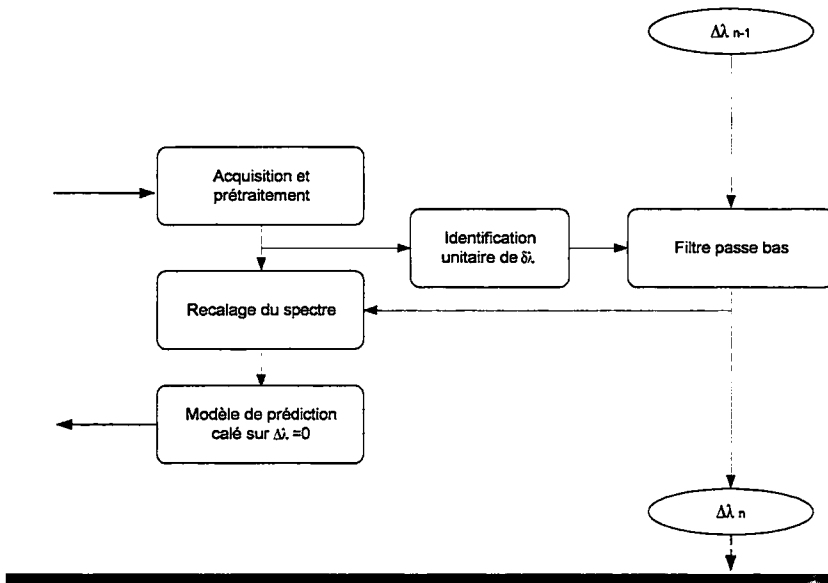 Δλ n-1
Acquisition et
prétraitement
Identification
unitaire de δλ
Filtre passe bas
Recalage du spectre
Modèle de prédiction
calé sur Δλ =0
Δλ n